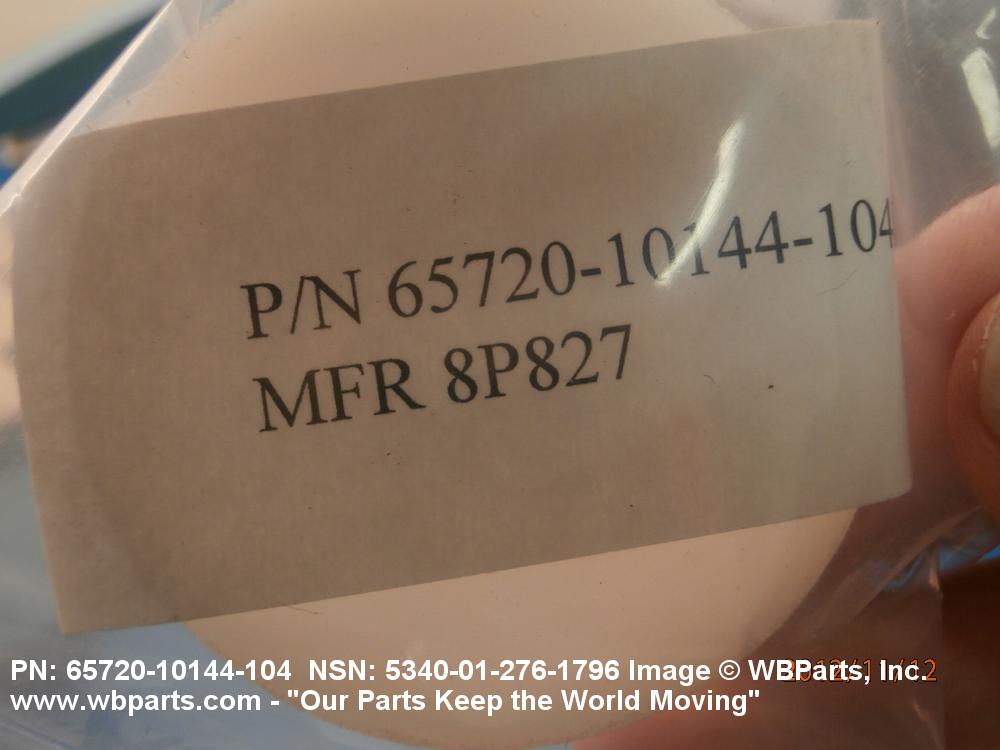 P/N 65720-10144-104
MFR 8P827
PN: 65720-10144-104 NSN: 5340-01-276-1796 Image © WBParts, Inc.
www.wbparts.com - "Our Parts Keep the World Moving"